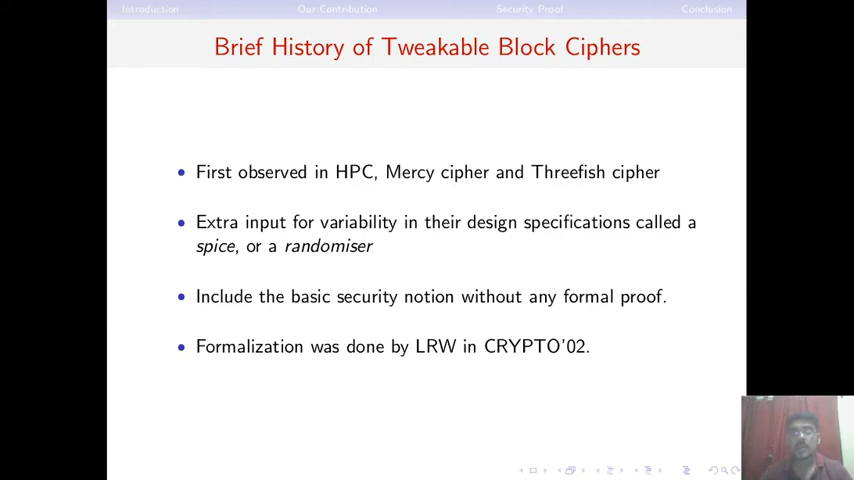 Introduction Our Contribution Security Proof Conclusion
Brief History of Tweakable Block Ciphers
• First observed in HPC, Mercy cipher and Threefish cipher
• Extra input for variability in their design specifications called a
spice, or a randomiser
• Include the basic security notion without any formal proof.
• Formalization was done by LRW in CRYPTO'02.